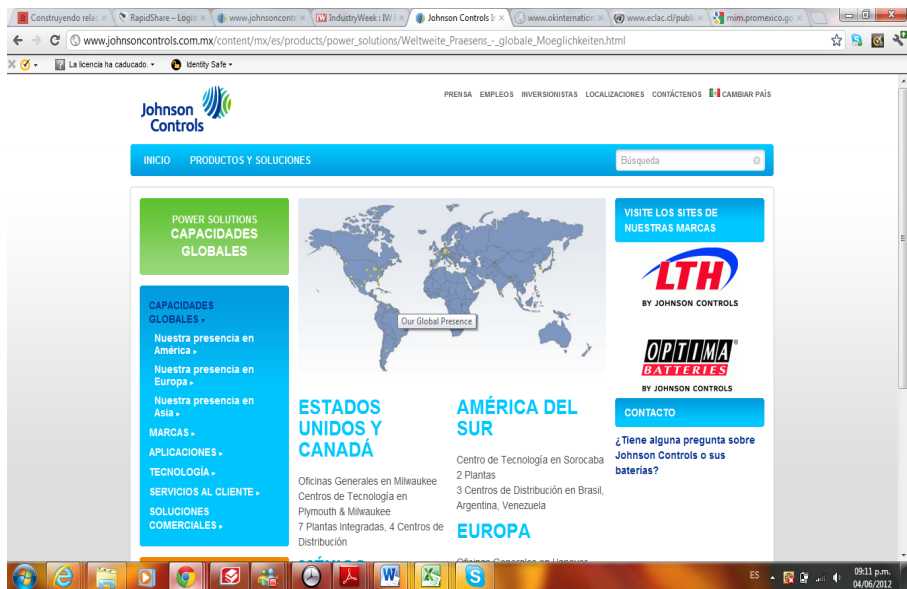 Construyendo relac
RapidShare – Logist
www.johnsoncontr
IndustryWeek : IW
Johnson Controls I
www.okinternation
www.eclac.cl/publi
mim.promexico.go
www.johnsoncontrols.com.mx/content/mx/es/products/power_solutions/Weltweite_Praesens_-_globale_Moeglichkeiten.html
La licencia ha caducado.
Identity Safe
Johnson
Controls
PRENSA EMPLEOS INVERSIONISTAS LOCALIZACIONES CONTÁCTENOS CAMBIAR PAÍS
INICIO PRODUCTOS Y SOLUCIONES
Búsqueda
POWER SOLUTIONS
CAPACIDADES
GLOBALES
CAPACIDADES
GLOBALES
Nuestra presencia en
América
Nuestra presencia en
Europa
Nuestra presencia en
Asia
MARCAS
APLICACIONES
TECNOLOGÍA
SERVICIOS AL CLIENTE
SOLUCIONES
COMERCIALES
Our Global Presence
ESTADOS
UNIDOS Y
CANADÁ
Oficinas Generales en Milwaukee
Centros de Tecnología en
Plymouth & Milwaukee
7 Plantas Integradas, 4 Centros de
Distribución
MÉXICO
AMÉRICA DEL
SUR
Centro de Tecnología en Sorocaba
2 Plantas
3 Centros de Distribución en Brasil,
Argentina, Venezuela
EUROPA
Oficinas Generales en Hanover
VISITE LOS SITES DE
NUESTRAS MARCAS
LTH
BY JOHNSON CONTROLS
OPTIMA
BATTERIES
BY JOHNSON CONTROLS
CONTACTO
¿Tiene alguna pregunta sobre
Johnson Controls o sus
baterías?
ES
09:11 p.m.
04/06/2012